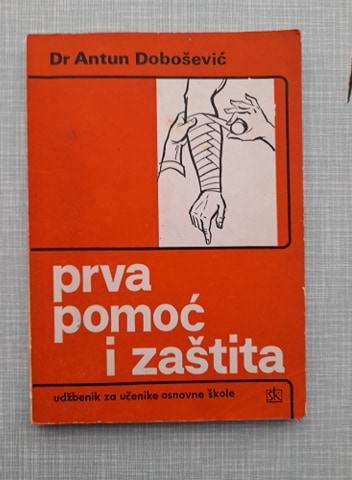 Dr Antun Dobošević
prva
pomoć
i zaštita
udžbenik za učenike osnovne škole
ŠK